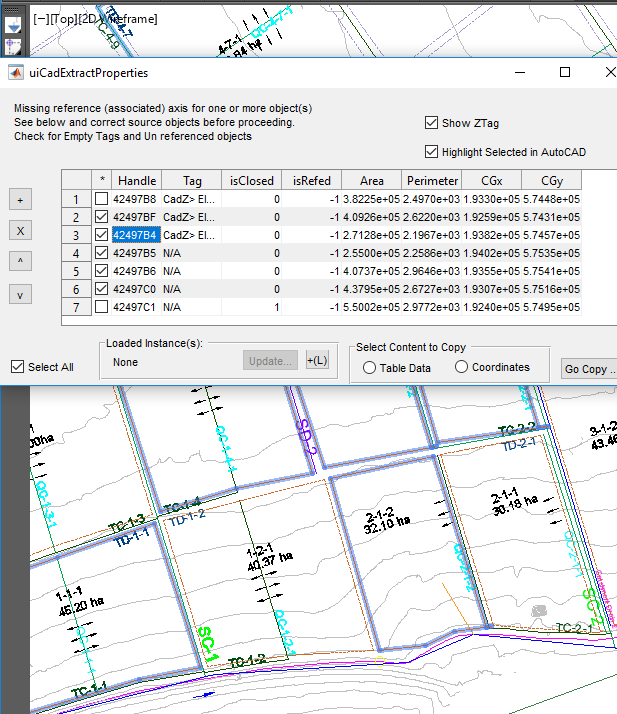 [−][Top][2D Wireframe]
TC-4-9
4-7-1
uiCadExtractProperties
Missing reference (associated) axis for one or more object(s)
See below and correct source objects before proceeding.
Check for Empty Tags and Un referenced objects
Show ZTag
Highlight Selected in AutoCAD
* Handle Tag isClosed isRefed Area Perimeter CGx CGy
1 42497B8 CadZ> El... 0 -1 3.8225e+05 2.4970e+03 1.9330e+05 5.7448e+05
2 42497BF CadZ> El... 0 -1 4.0926e+05 2.6220e+03 1.9259e+05 5.7431e+05
3 42497B4 CadZ> El... 0 -1 2.7128e+05 2.1967e+03 1.9382e+05 5.7457e+05
4 42497B5 N/A 0 -1 2.5500e+05 2.2586e+03 1.9402e+05 5.7535e+05
5 42497B6 N/A 0 -1 4.0737e+05 2.9646e+03 1.9355e+05 5.7541e+05
6 42497C0 N/A 0 -1 4.3795e+05 2.6727e+03 1.9307e+05 5.7516e+05
7 42497C1 N/A 1 -1 5.5002e+05 2.9772e+03 1.9240e+05 5.7495e+05
+
X
^
v
Select All
Loaded Instance(s):
None
Update...
+(L)
Select Content to Copy
Table Data
Coordinates
Go Copy ...
SD-2
TC-2-2
TD-2-1
3-1-2
43.46
TC-1-4
TC-1-3
TD-1-2
TD-1-1
2-1-2
32.10 ha
2-1-1
30.18 ha
1-2-1
40.37 ha
1-1-1
45.20 ha
SC-1
SC-2
TC-2-1
TC-1-2
TC-1-1